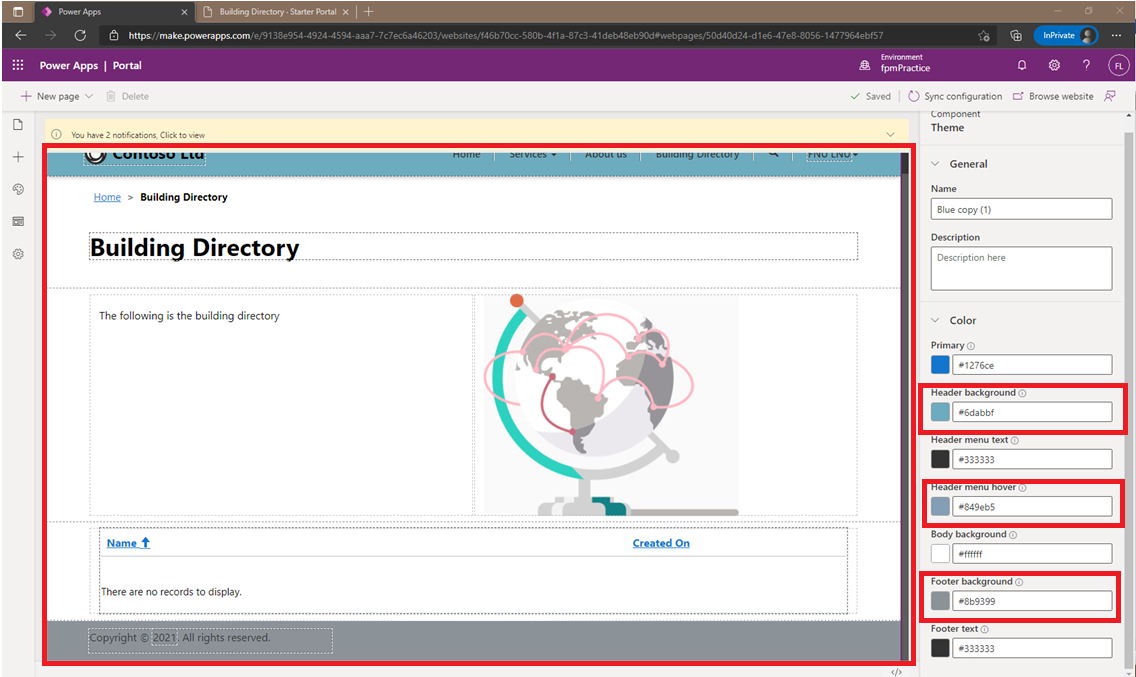 Power Apps
Building Directory - Starter Portal
https://make.powerapps.com/e/9138e954-4924-4594-aaa7-7c7ec6a46203/websites/f46b70cc-580b-4f1a-87c3-41deb48eb90d#webpages/50d40d24-d1e6-47e8-8056-1477964ebf57
InPrivate
Power Apps | Portal
Environment
fpmPractice
FL
New page
Delete
Saved
Sync configuration
Browse website
You have 2 notifications, Click to view
Contoso Ltd
Home
Services
About us
Building Directory
FNU LNU
Home > Building Directory
Building Directory
The following is the building directory
Name
Created On
There are no records to display.
Copyright © 2021. All rights reserved.
</>
Component
Theme
General
Name
Blue copy (1)
Description
Description here
Color
Primary
#1276ce
Header background
#6dabbf
Header menu text
#333333
Header menu hover
#849eb5
Body background
#ffffff
Footer background
#8b9399
Footer text
#333333